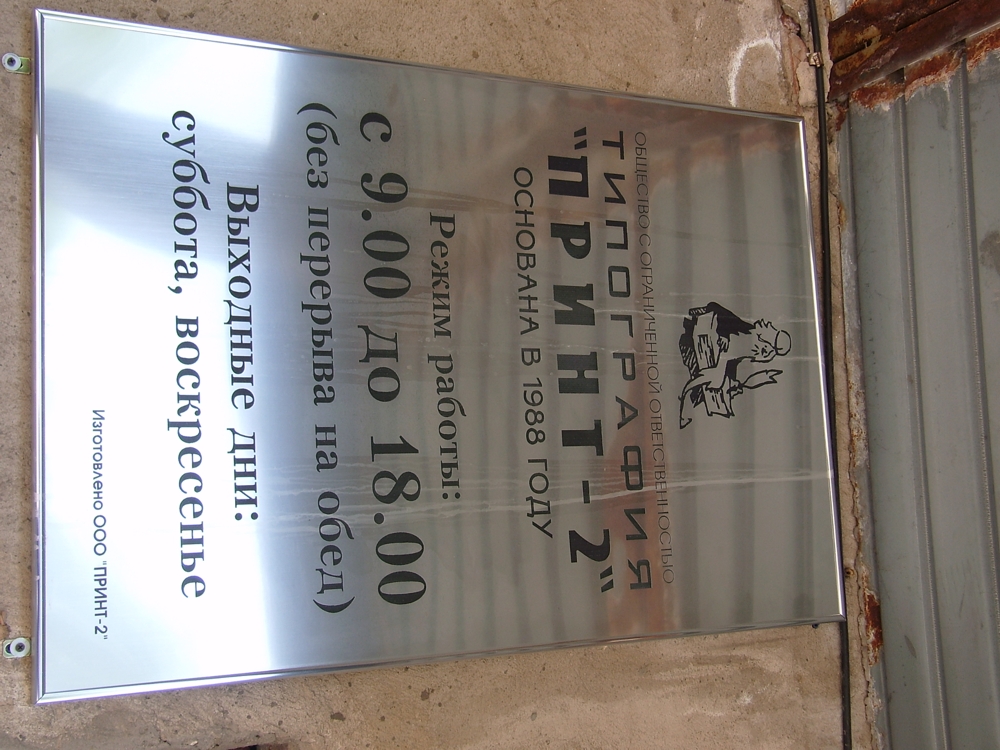 ОБЩЕСТВО С ОГРАНИЧЕННОЙ ОТВЕТСТВЕННОСТЬЮ
ТИПОГРАФИЯ
"ПРИНТ-2"
ОСНОВАНА В 1988 ГОДУ
Режим работы:
с 9.00 до 18.00
(без перерыва на обед)
Выходные дни:
суббота, воскресенье
Изготовлено ООО "ПРИНТ-2"